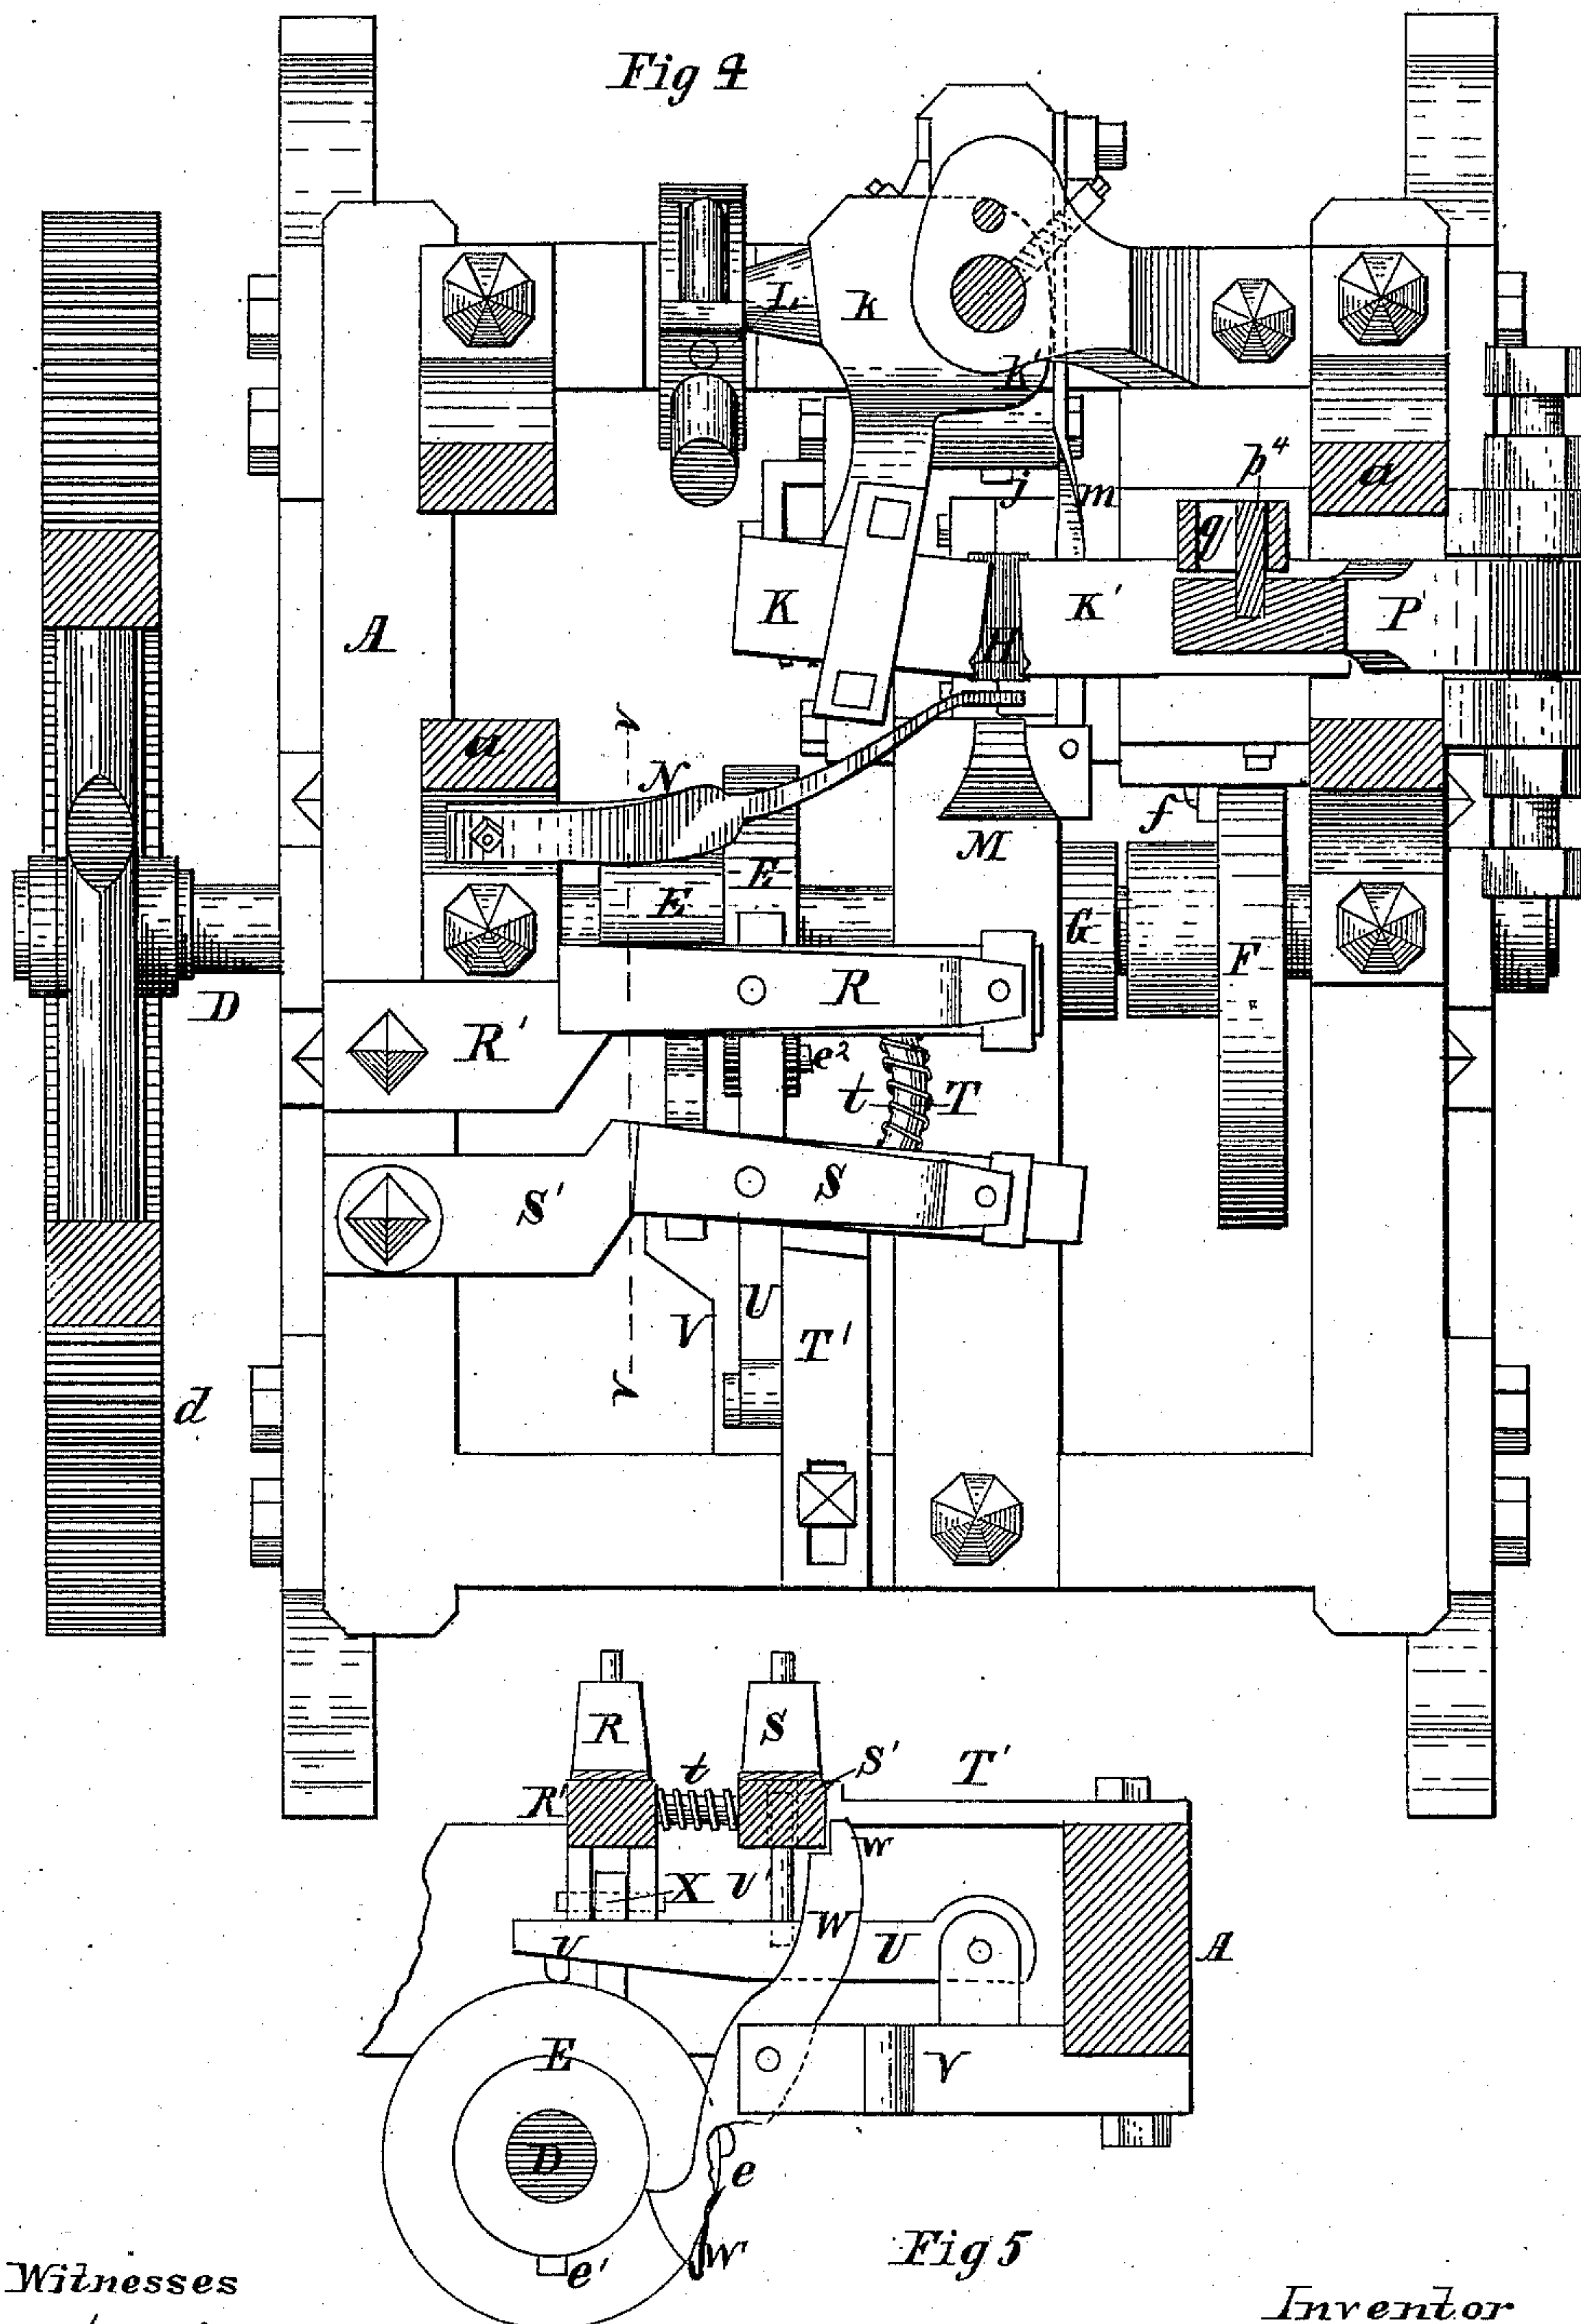 Fig 4
L k
K'
j m p⁴ a
g
A K H K' P'
a v
N
f
M
E E
G F
D R
R'
e²
t T
S' S
U
V T'
v
d
R S S'
t T'
R'
w
X U'
W
U U A
E V
D
e
W
e'
Fig 5
Witnesses
Inventor